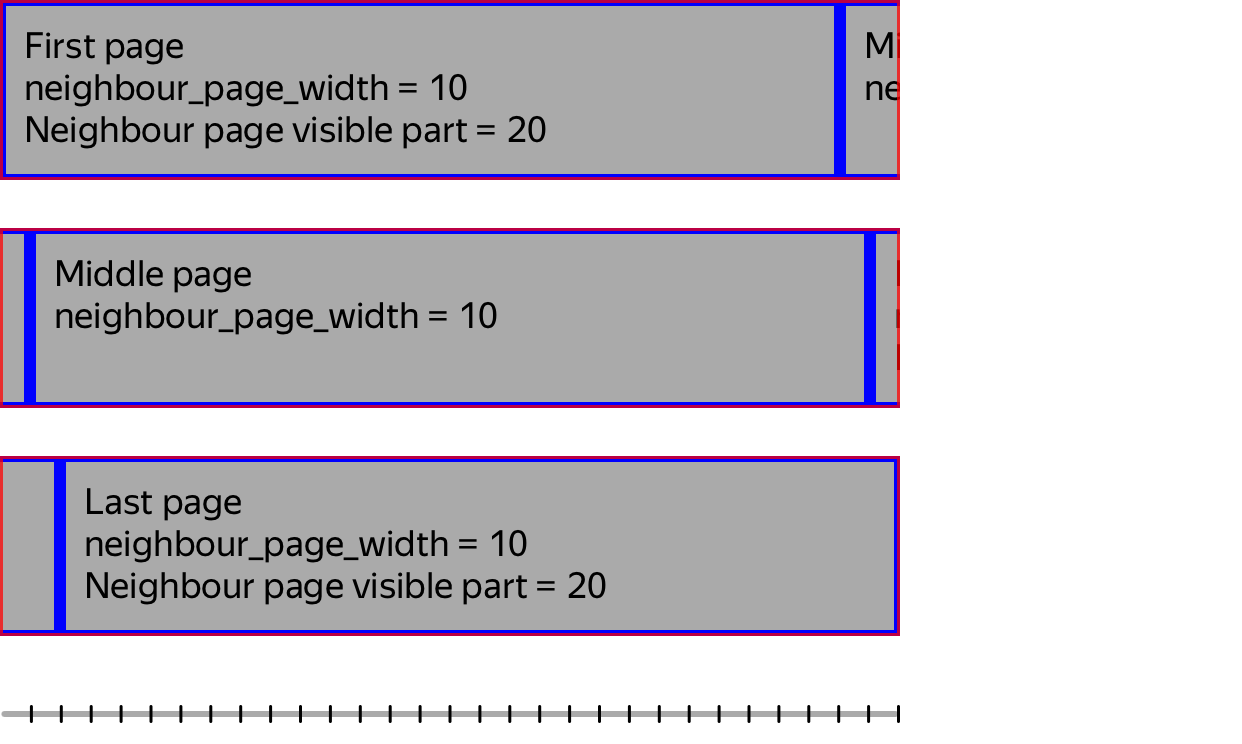 First page
neighbour_page_width = 10
Neighbour page visible part = 20
Mi
ne
Middle page
neighbour_page_width = 10
Last page
neighbour_page_width = 10
Neighbour page visible part = 20